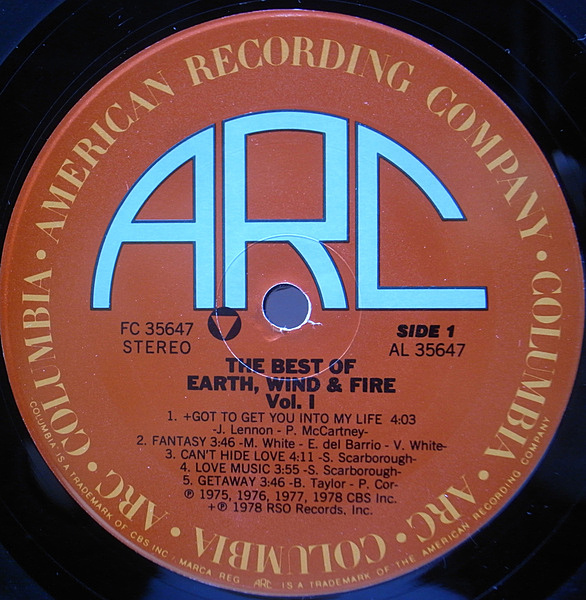 AMERICAN RECORDING COMPANY • COLUMBIA • ARC • COLUMBIA • ARC • COLUMBIA •
ARC
FC 35647
STEREO
SIDE 1
AL 35647
THE BEST OF
EARTH, WIND & FIRE
Vol. I
1. +GOT TO GET YOU INTO MY LIFE 4:03
-J. Lennon - P. McCartney-
2. FANTASY 3:46 -M. White - E. del Barrio - V. White-
3. CAN'T HIDE LOVE 4:11 -S. Scarborough-
4. LOVE MUSIC 3:55 -S. Scarborough-
5. GETAWAY 3:46 -B. Taylor - P. Cor-
℗ 1975, 1976, 1977, 1978 CBS Inc.
+℗ 1978 RSO Records, Inc.
COLUMBIA IS A TRADEMARK OF CBS INC. MARCA REG. ARC IS A TRADEMARK OF THE AMERICAN RECORDING COMPANY